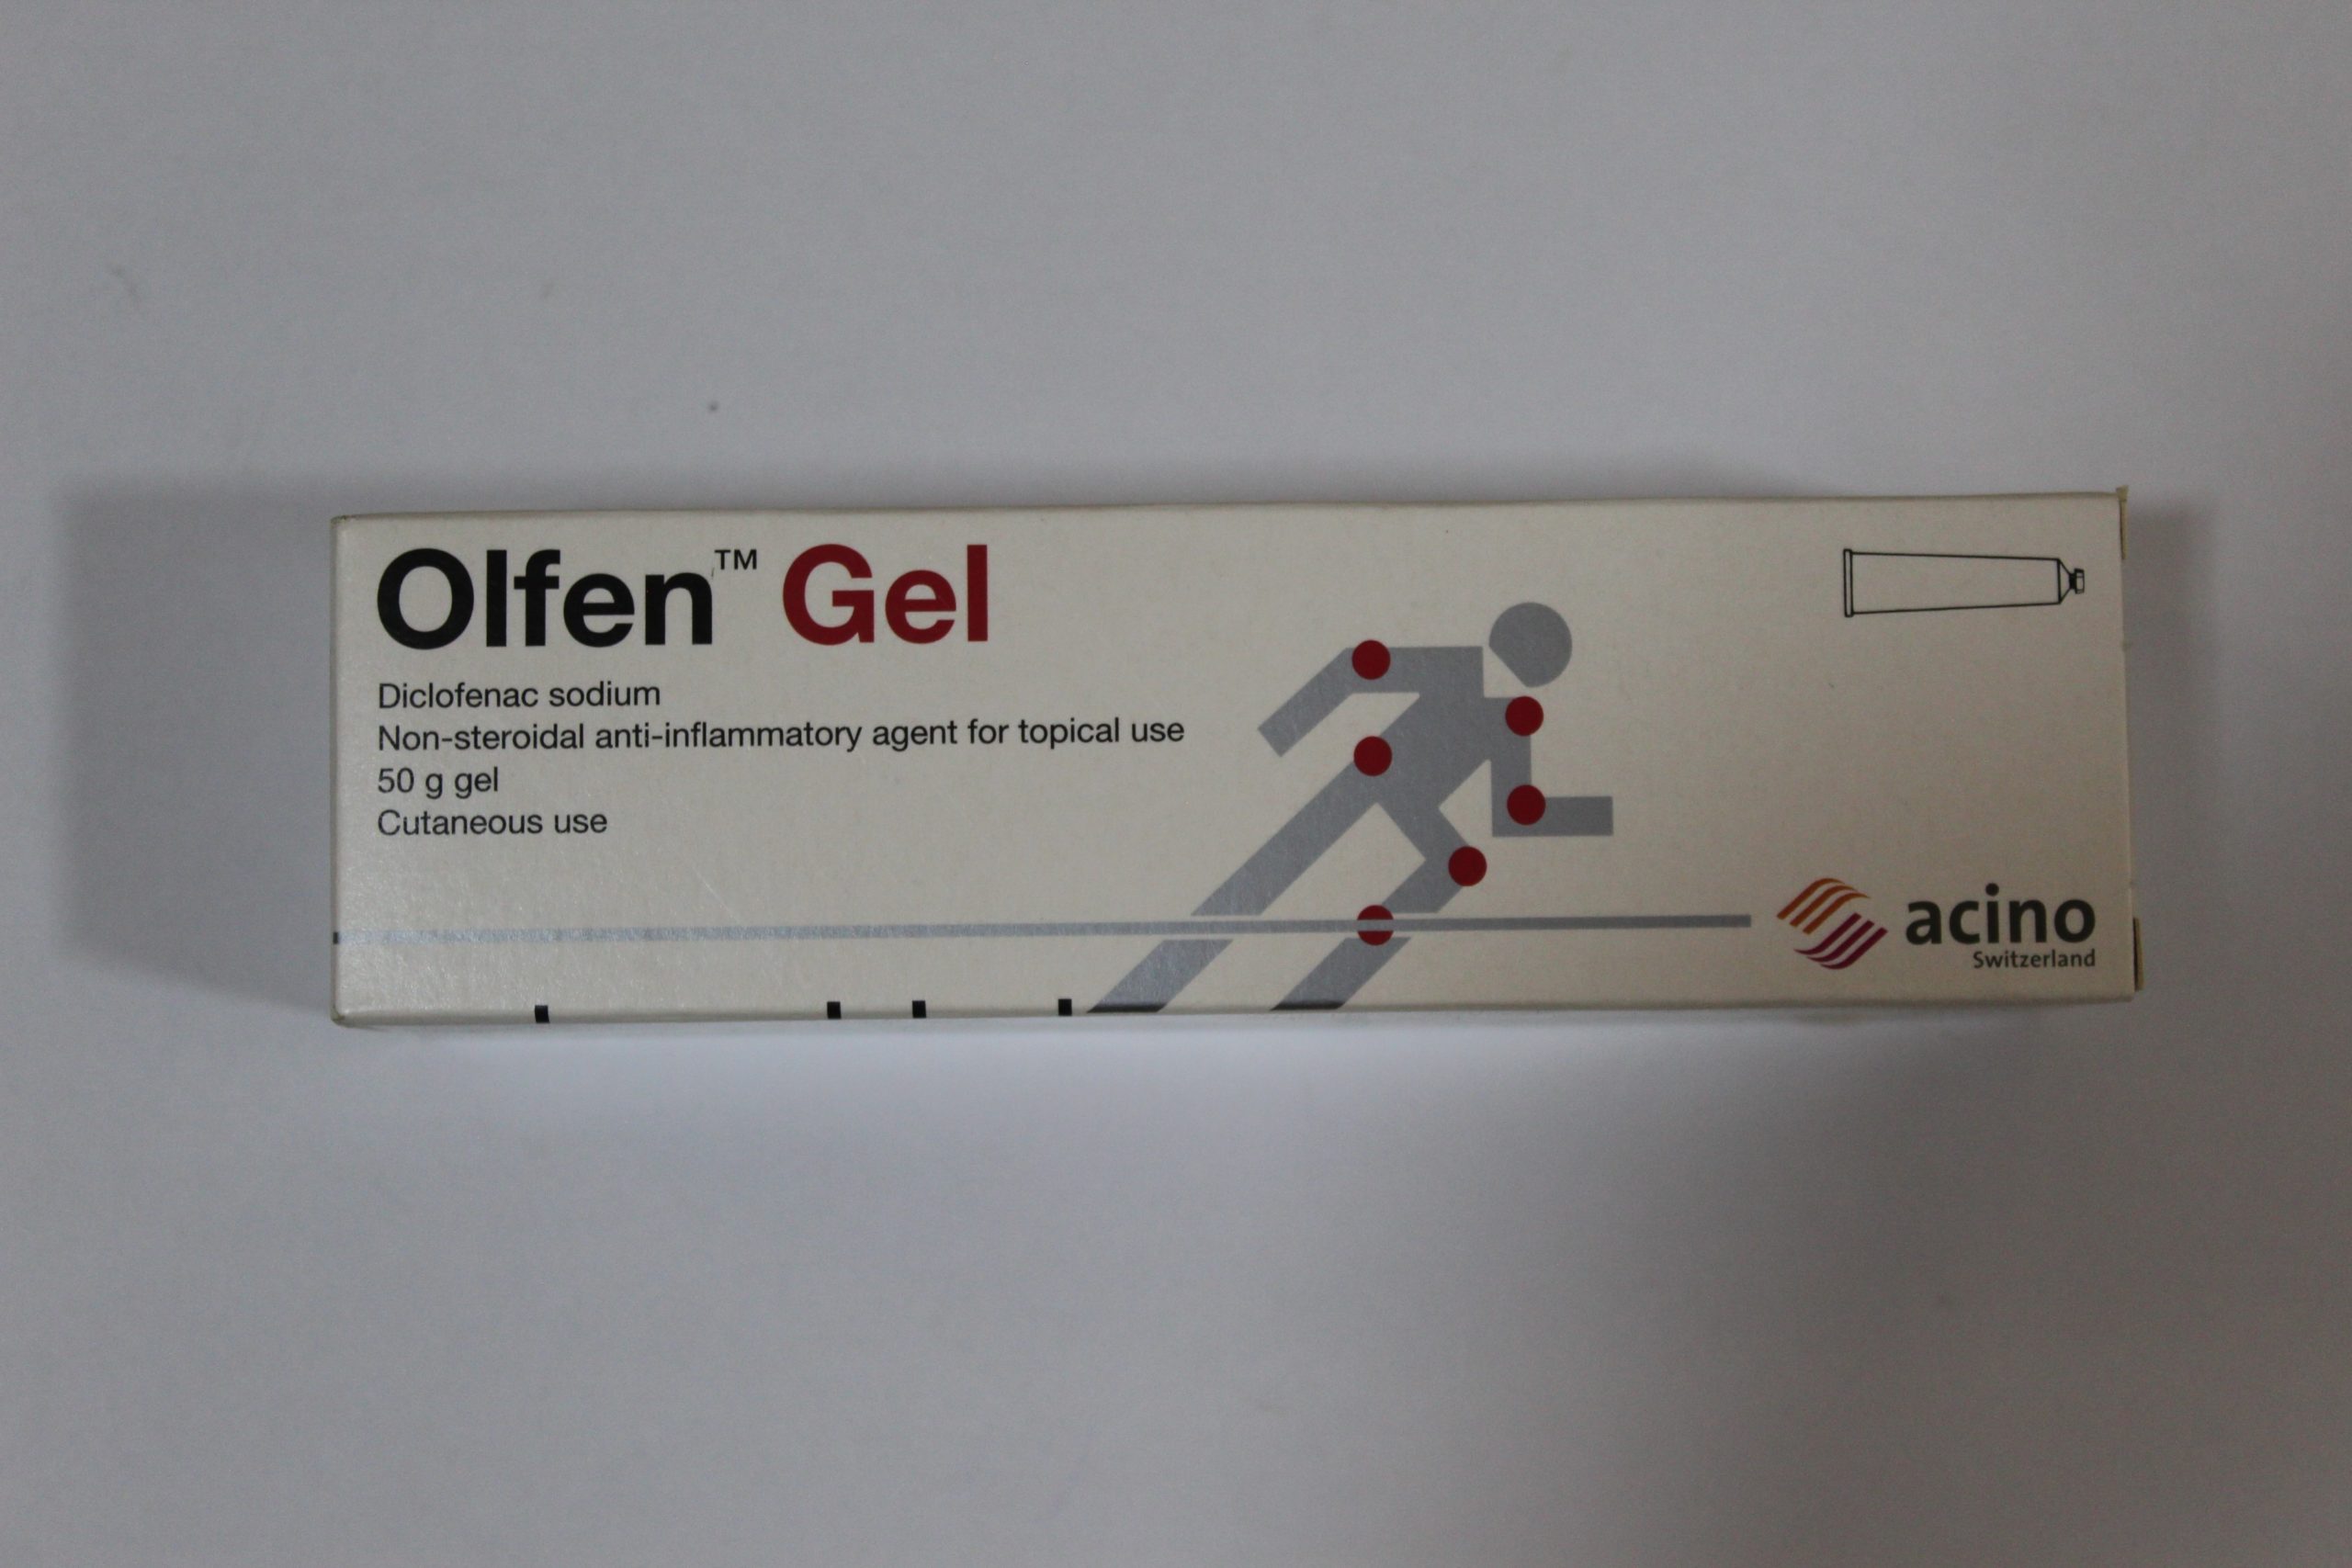 Olfen™ Gel
Diclofenac sodium
Non-steroidal anti-inflammatory agent for topical use
50 g gel
Cutaneous use
acino
Switzerland